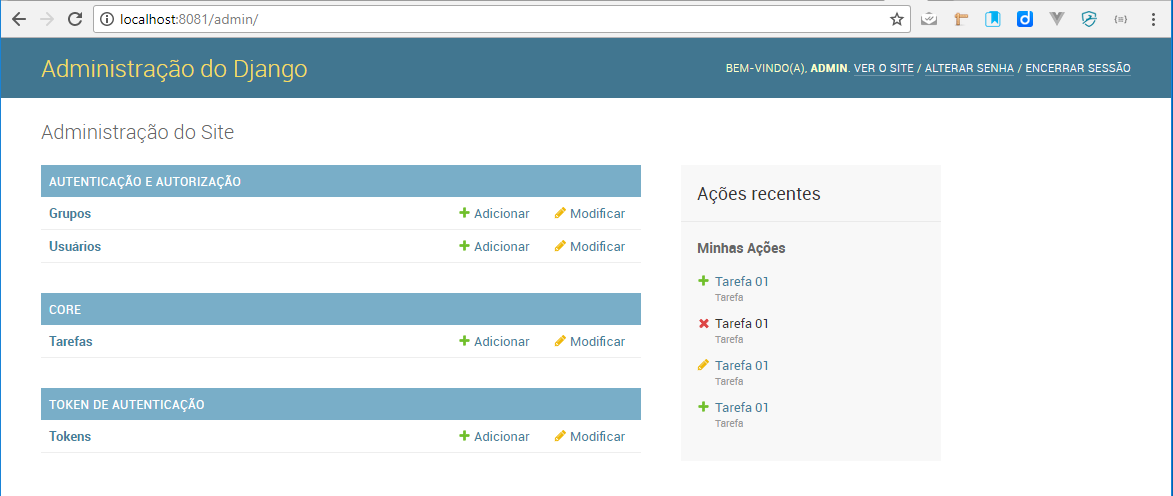 localhost:8081/admin/
Administração do Django
BEM-VINDO(A), ADMIN. VER O SITE / ALTERAR SENHA / ENCERRAR SESSÃO
Administração do Site
AUTENTICAÇÃO E AUTORIZAÇÃO
Grupos Adicionar Modificar
Usuários Adicionar Modificar
CORE
Tarefas Adicionar Modificar
TOKEN DE AUTENTICAÇÃO
Tokens Adicionar Modificar
Ações recentes
Minhas Ações
Tarefa 01
Tarefa
Tarefa 01
Tarefa
Tarefa 01
Tarefa
Tarefa 01
Tarefa